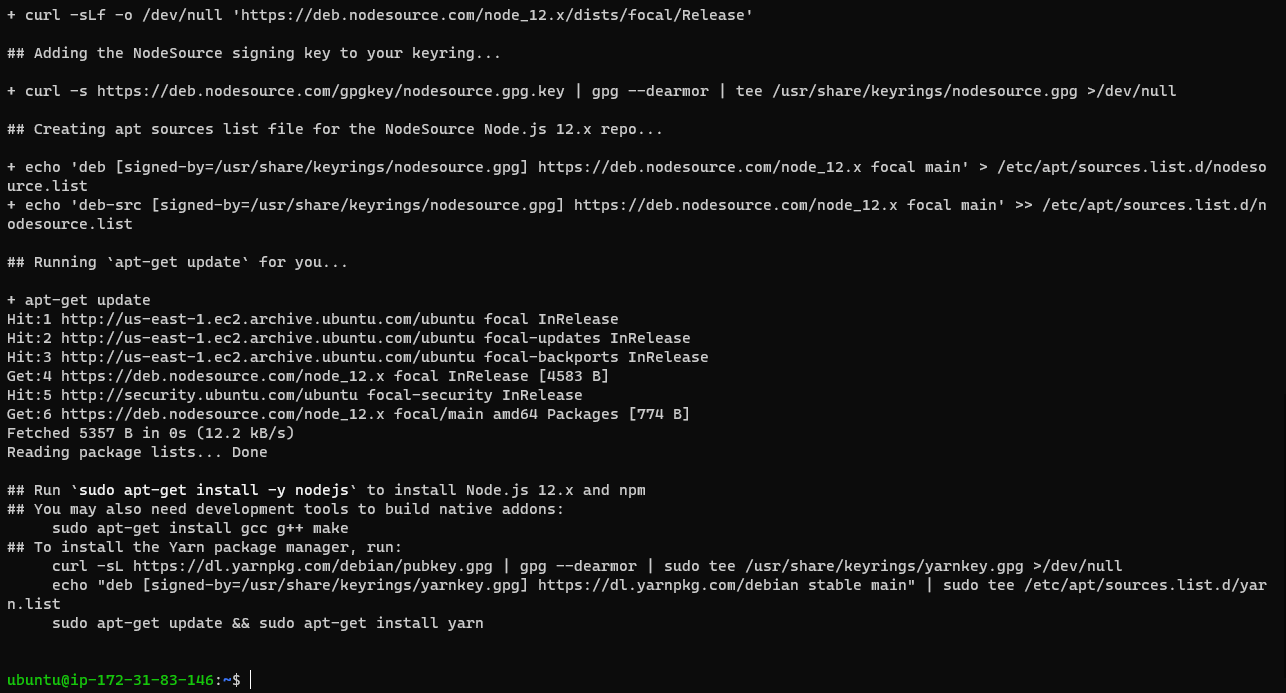 + curl -sLf -o /dev/null 'https://deb.nodesource.com/node_12.x/dists/focal/Release'
## Adding the NodeSource signing key to your keyring...
+ curl -s https://deb.nodesource.com/gpgkey/nodesource.gpg.key | gpg --dearmor | tee /usr/share/keyrings/nodesource.gpg >/dev/null
## Creating apt sources list file for the NodeSource Node.js 12.x repo...
+ echo 'deb [signed-by=/usr/share/keyrings/nodesource.gpg] https://deb.nodesource.com/node_12.x focal main' > /etc/apt/sources.list.d/nodeso
urce.list
+ echo 'deb-src [signed-by=/usr/share/keyrings/nodesource.gpg] https://deb.nodesource.com/node_12.x focal main' >> /etc/apt/sources.list.d/n
odesource.list
## Running `apt-get update` for you...
+ apt-get update
Hit:1 http://us-east-1.ec2.archive.ubuntu.com/ubuntu focal InRelease
Hit:2 http://us-east-1.ec2.archive.ubuntu.com/ubuntu focal-updates InRelease
Hit:3 http://us-east-1.ec2.archive.ubuntu.com/ubuntu focal-backports InRelease
Get:4 https://deb.nodesource.com/node_12.x focal InRelease [4583 B]
Hit:5 http://security.ubuntu.com/ubuntu focal-security InRelease
Get:6 https://deb.nodesource.com/node_12.x focal/main amd64 Packages [774 B]
Fetched 5357 B in 0s (12.2 kB/s)
Reading package lists... Done
## Run `sudo apt-get install -y nodejs` to install Node.js 12.x and npm
## You may also need development tools to build native addons:
     sudo apt-get install gcc g++ make
## To install the Yarn package manager, run:
     curl -sL https://dl.yarnpkg.com/debian/pubkey.gpg | gpg --dearmor | sudo tee /usr/share/keyrings/yarnkey.gpg >/dev/null
     echo "deb [signed-by=/usr/share/keyrings/yarnkey.gpg] https://dl.yarnpkg.com/debian stable main" | sudo tee /etc/apt/sources.list.d/yar
n.list
     sudo apt-get update && sudo apt-get install yarn
ubuntu@ip-172-31-83-146:~$